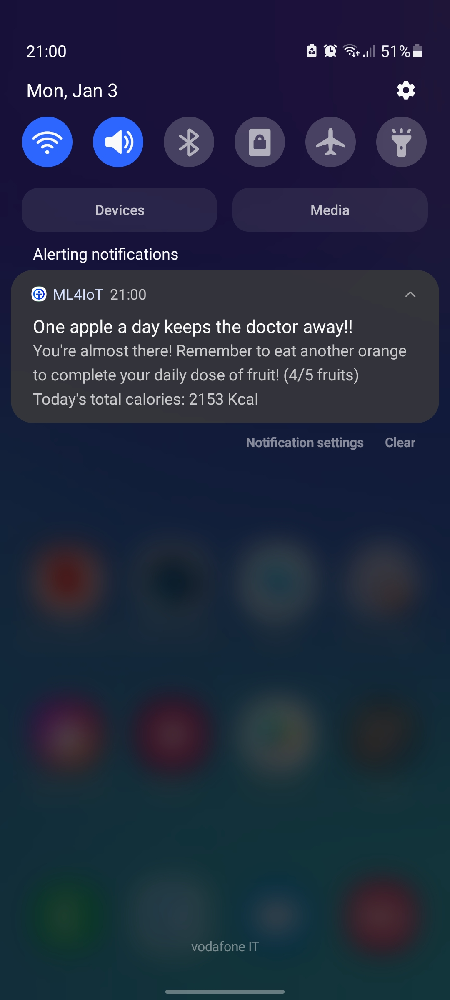 21:00 51%
Mon, Jan 3
Devices Media
Alerting notifications
ML4IoT 21:00
One apple a day keeps the doctor away!!
You're almost there! Remember to eat another orange
to complete your daily dose of fruit! (4/5 fruits)
Today's total calories: 2153 Kcal
Notification settings Clear
vodafone IT